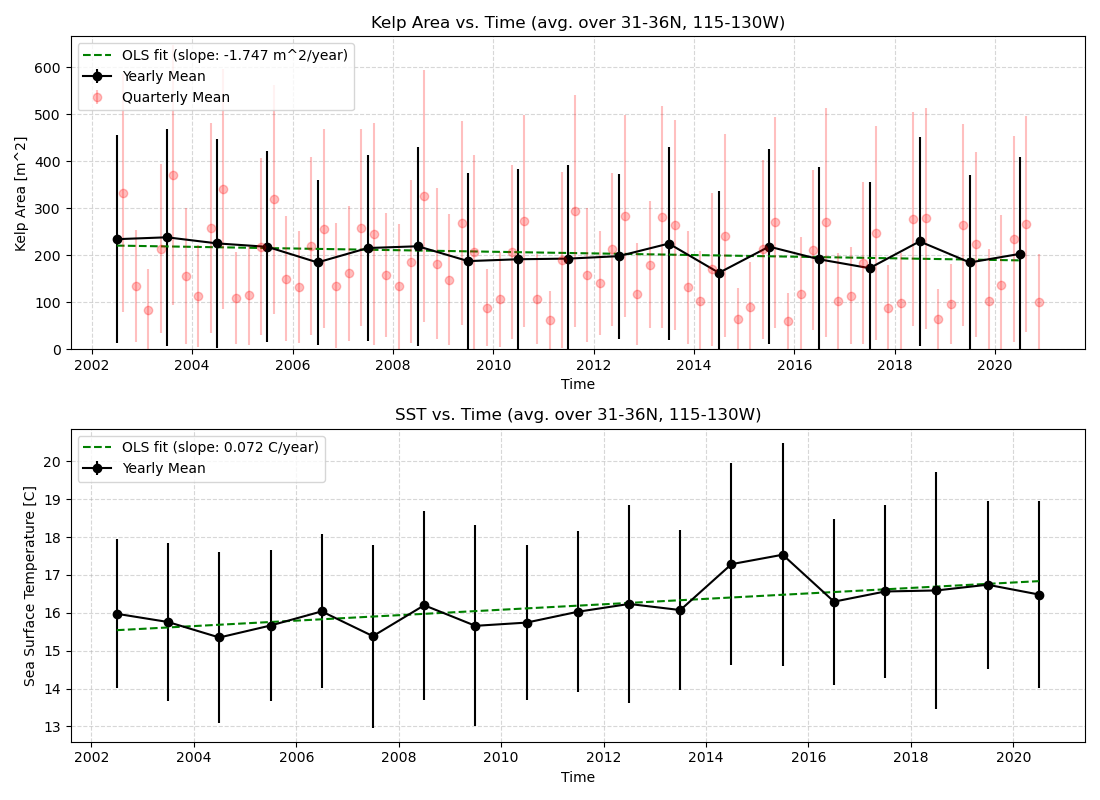 Kelp Area vs. Time (avg. over 31-36N, 115-130W)
OLS fit (slope: -1.747 m^2/year)
Yearly Mean
Quarterly Mean
Kelp Area [m^2]
600
500
400
300
200
100
0
2002 2004 2006 2008 2010 2012 2014 2016 2018 2020
Time
SST vs. Time (avg. over 31-36N, 115-130W)
OLS fit (slope: 0.072 C/year)
Yearly Mean
Sea Surface Temperature [C]
20
19
18
17
16
15
14
13
2002 2004 2006 2008 2010 2012 2014 2016 2018 2020
Time